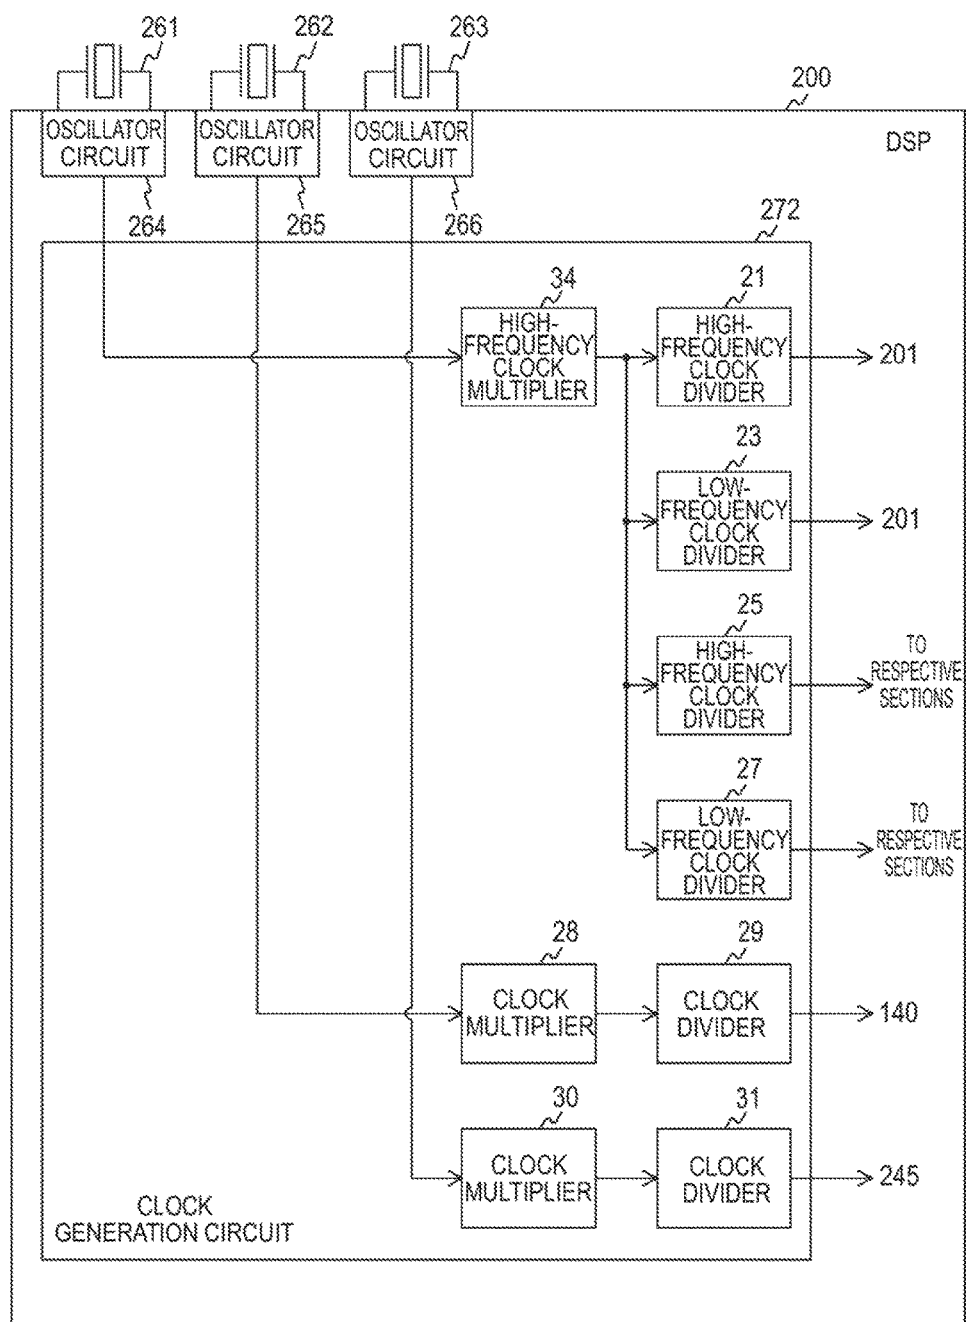 261
262
263
200
OSCILLATOR
CIRCUIT
OSCILLATOR
CIRCUIT
OSCILLATOR
CIRCUIT
DSP
264
265
266
272
34
21
HIGH-
FREQUENCY
CLOCK
MULTIPLIER
HIGH-
FREQUENCY
CLOCK
DIVIDER
201
23
LOW-
FREQUENCY
CLOCK
DIVIDER
201
25
HIGH-
FREQUENCY
CLOCK
DIVIDER
TO
RESPECTIVE
SECTIONS
27
LOW-
FREQUENCY
CLOCK
DIVIDER
TO
RESPECTIVE
SECTIONS
28
29
CLOCK
MULTIPLIER
CLOCK
DIVIDER
140
30
31
CLOCK
MULTIPLIER
CLOCK
DIVIDER
245
CLOCK
GENERATION CIRCUIT